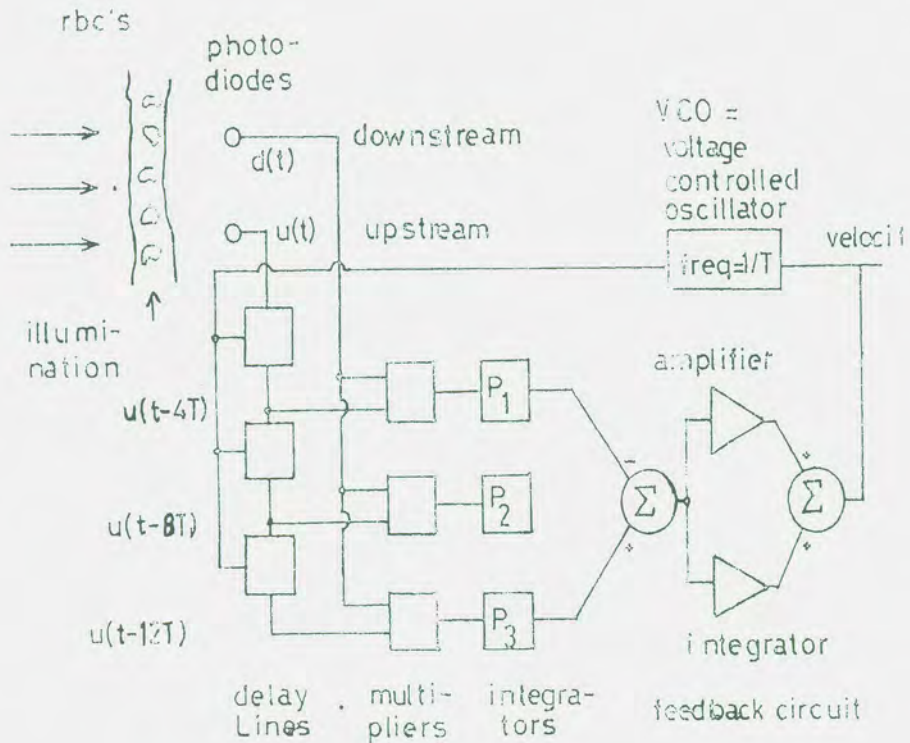 rbc's
photo-
diodes
downstream
d(t)
u(t)
upstream
VCO =
voltage
controlled
oscillator
freq=1/T
velocit
illumi-
nation
amplifier
u(t-4T)
P1
-
Σ
+
Σ
+
+
u(t-8T)
P2
u(t-12T)
P3
integrator
delay
Lines
multi-
pliers
integra-
tors
feedback circuit